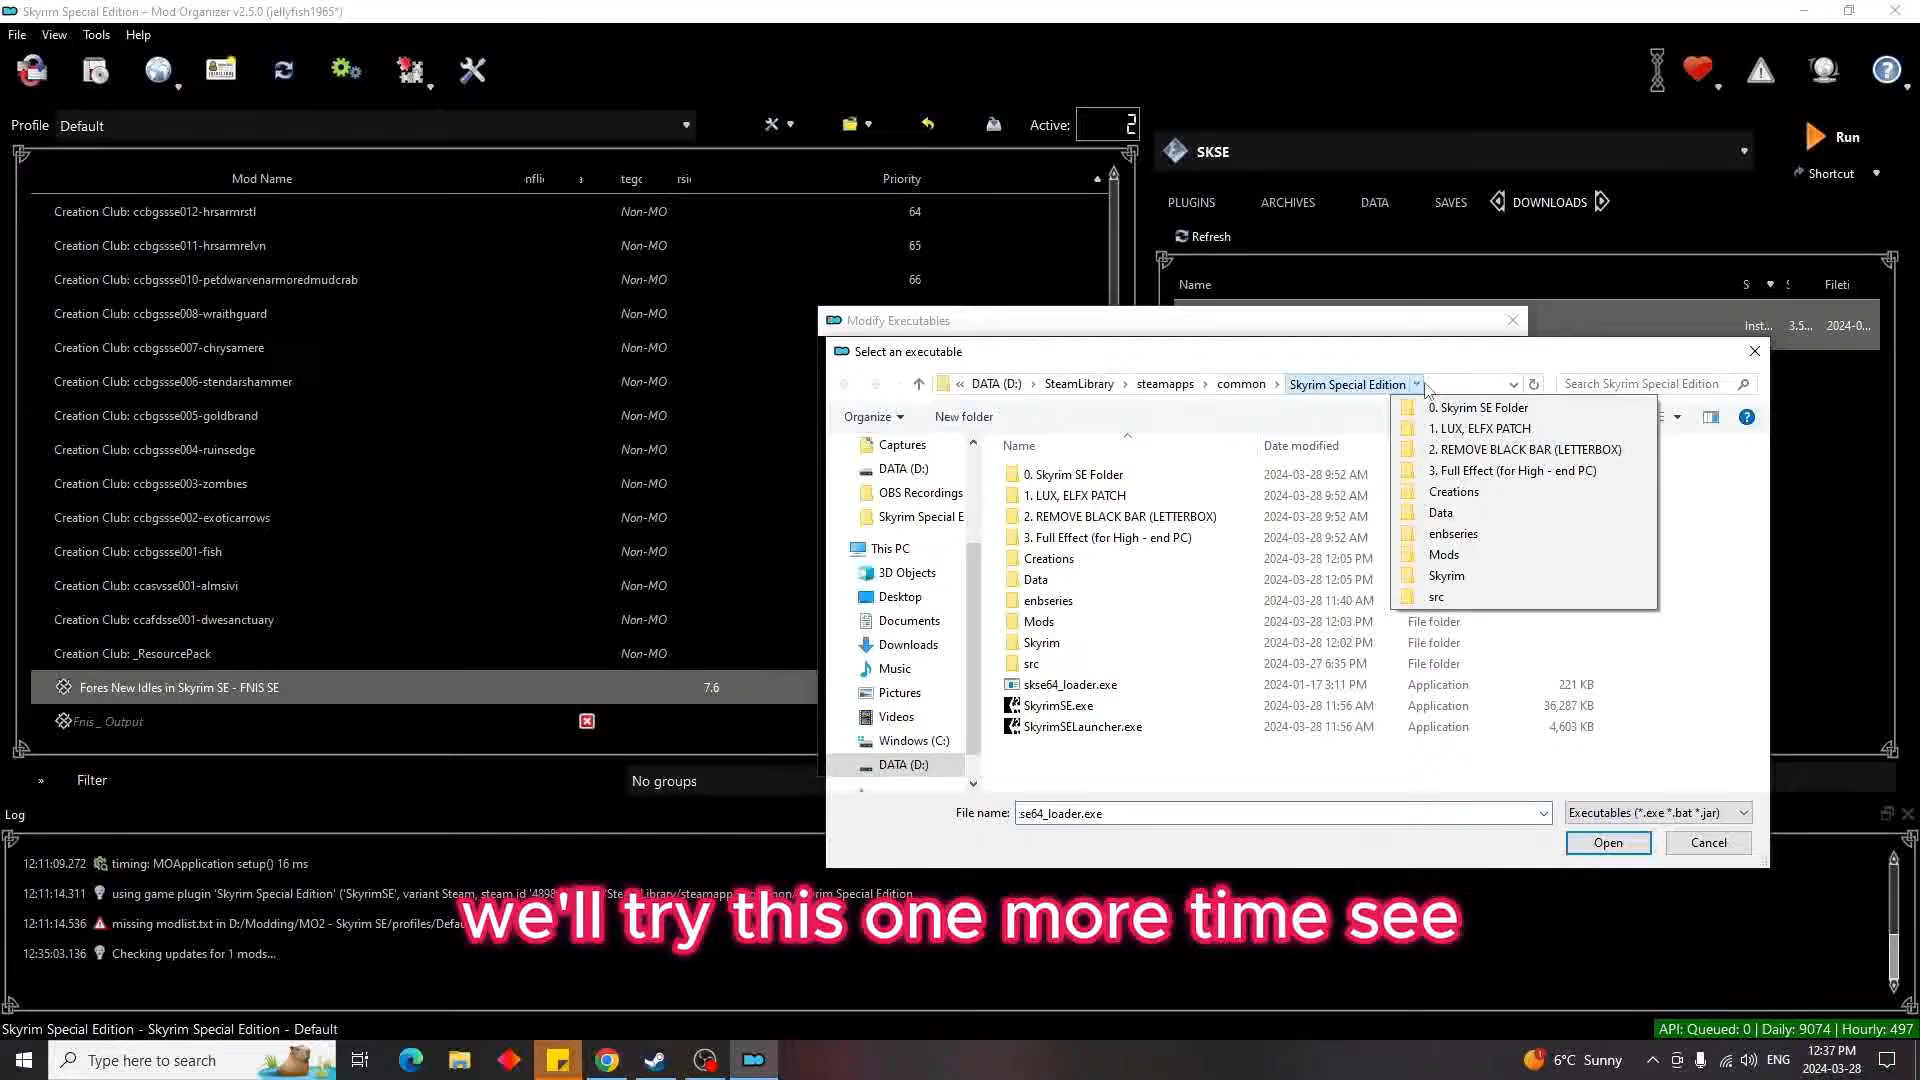 Skyrim Special Edition – Mod Organizer v2.5.0 (jellyfish1965*)
File View Tools Help
Profile Default
Active: 2
Mod Name nflic a tegc rsic Priority
Creation Club: ccbgssse012-hrsarmrstl Non-MO 64
Creation Club: ccbgssse011-hrsarmrelvn Non-MO 65
Creation Club: ccbgssse010-petdwarvenarmoredmudcrab Non-MO 66
Creation Club: ccbgssse008-wraithguard Non-MO
Creation Club: ccbgssse007-chrysamere Non-MO
Creation Club: ccbgssse006-stendarshammer Non-MO
Creation Club: ccbgssse005-goldbrand Non-MO
Creation Club: ccbgssse004-ruinsedge Non-MO
Creation Club: ccbgssse003-zombies Non-MO
Creation Club: ccbgssse002-exoticarrows Non-MO
Creation Club: ccbgssse001-fish Non-MO
Creation Club: ccasvsse001-almsivi Non-MO
Creation Club: ccafdsse001-dwesanctuary Non-MO
Creation Club: _ResourcePack Non-MO
Fores New Idles in Skyrim SE - FNIS SE 7.6
Fnis_ Output
» Filter No groups
SKSE
Run
Shortcut
PLUGINS ARCHIVES DATA SAVES DOWNLOADS
Refresh
Name S Fileti
Inst... 3.5... 2024-0...
Modify Executables
Select an executable
« DATA (D:) › SteamLibrary › steamapps › common › Skyrim Special Edition
Search Skyrim Special Edition
Organize New folder
0. Skyrim SE Folder
1. LUX, ELFX PATCH
2. REMOVE BLACK BAR (LETTERBOX)
3. Full Effect (for High - end PC)
Creations
Data
enbseries
Mods
Skyrim
src
Captures
DATA (D:)
OBS Recordings
Skyrim Special E
This PC
3D Objects
Desktop
Documents
Downloads
Music
Pictures
Videos
Windows (C:)
DATA (D:)
Name Date modified
0. Skyrim SE Folder 2024-03-28 9:52 AM
1. LUX, ELFX PATCH 2024-03-28 9:52 AM
2. REMOVE BLACK BAR (LETTERBOX) 2024-03-28 9:52 AM
3. Full Effect (for High - end PC) 2024-03-28 9:52 AM
Creations 2024-03-28 12:05 PM
Data 2024-03-28 12:05 PM
enbseries 2024-03-28 11:40 AM
Mods 2024-03-28 12:03 PM File folder
Skyrim 2024-03-28 12:02 PM File folder
src 2024-03-27 6:35 PM File folder
skse64_loader.exe 2024-01-17 3:11 PM Application 221 KB
SkyrimSE.exe 2024-03-28 11:56 AM Application 36,287 KB
SkyrimSELauncher.exe 2024-03-28 11:56 AM Application 4,603 KB
File name: se64_loader.exe Executables (*.exe *.bat *.jar)
Open Cancel
Log
12:11:09.272 timing: MOApplication setup() 16 ms
12:11:14.311 using game plugin 'Skyrim Special Edition' ('SkyrimSE', variant Steam, steam id '4898
12:11:14.536 missing modlist.txt in D:/Modding/MO2 - Skyrim SE/profiles/Defau
12:35:03.136 Checking updates for 1 mods...
we'll try this one more time see
Skyrim Special Edition - Skyrim Special Edition - Default
API: Queued: 0 | Daily: 9074 | Hourly: 497
Type here to search
6°C Sunny
ENG
12:37 PM
2024-03-28